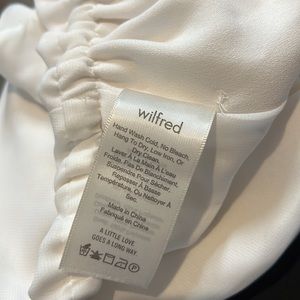 wilfred
Hand Wash Cold, No Bleach,
Hang To Dry, Low Iron, Or
Dry Clean.
Laver À La Main À L'eau
Froide, Pas De Blanchiment,
Suspendre Pour Sécher,
Repasser À Basse
Température, Ou Nettoyer À
Sec.
Made in China
Fabriqué en Chine
A LITTLE LOVE
GOES A LONG WAY